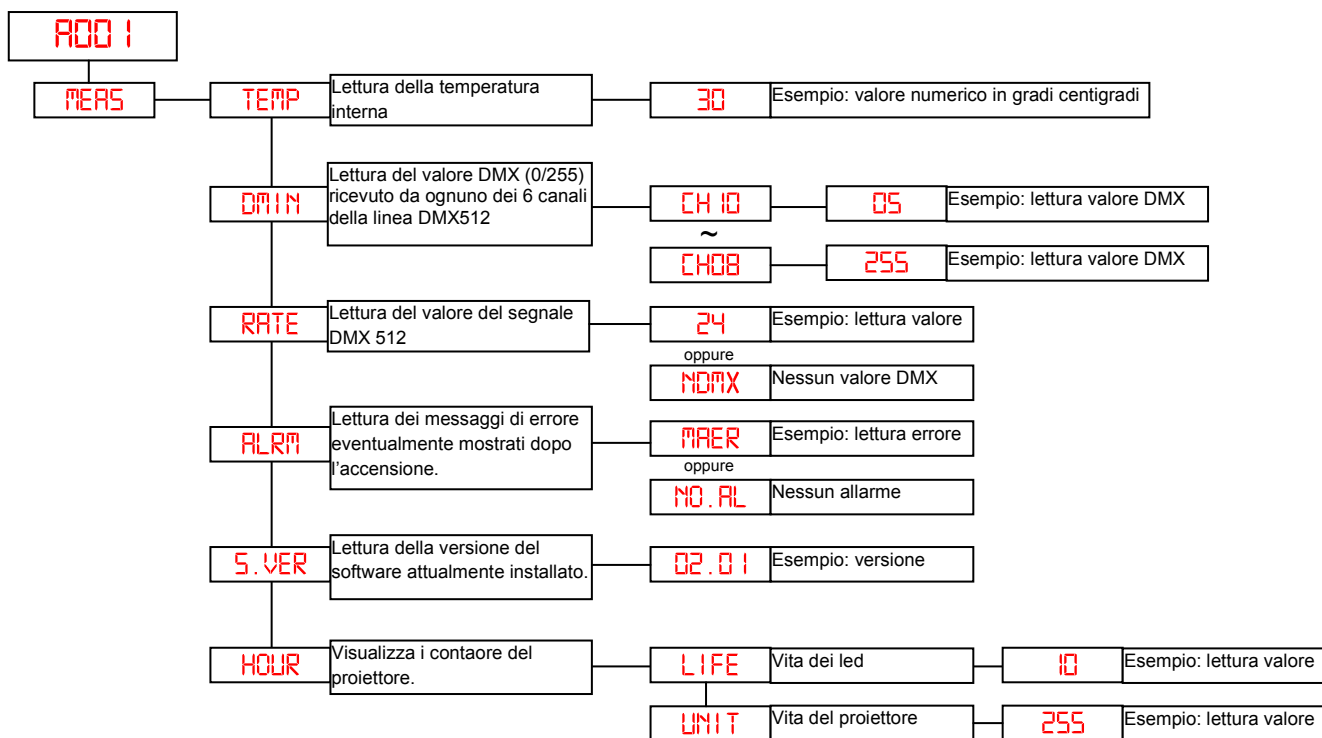 A001
MEAS
TEMP
Lettura della temperatura
interna
30
Esempio: valore numerico in gradi centigradi
DMIN
Lettura del valore DMX (0/255)
ricevuto da ognuno dei 6 canali
della linea DMX512
CH10
05
Esempio: lettura valore DMX
~
CH08
255
Esempio: lettura valore DMX
RATE
Lettura del valore del segnale
DMX 512
24
Esempio: lettura valore
oppure
NDMX
Nessun valore DMX
ALRM
Lettura dei messaggi di errore
eventualmente mostrati dopo
l’accensione.
MAER
Esempio: lettura errore
oppure
NO.AL
Nessun allarme
S.VER
Lettura della versione del
software attualmente installato.
02.01
Esempio: versione
HOUR
Visualizza i contaore del
proiettore.
LIFE
Vita dei led
10
Esempio: lettura valore
UNIT
Vita del proiettore
255
Esempio: lettura valore